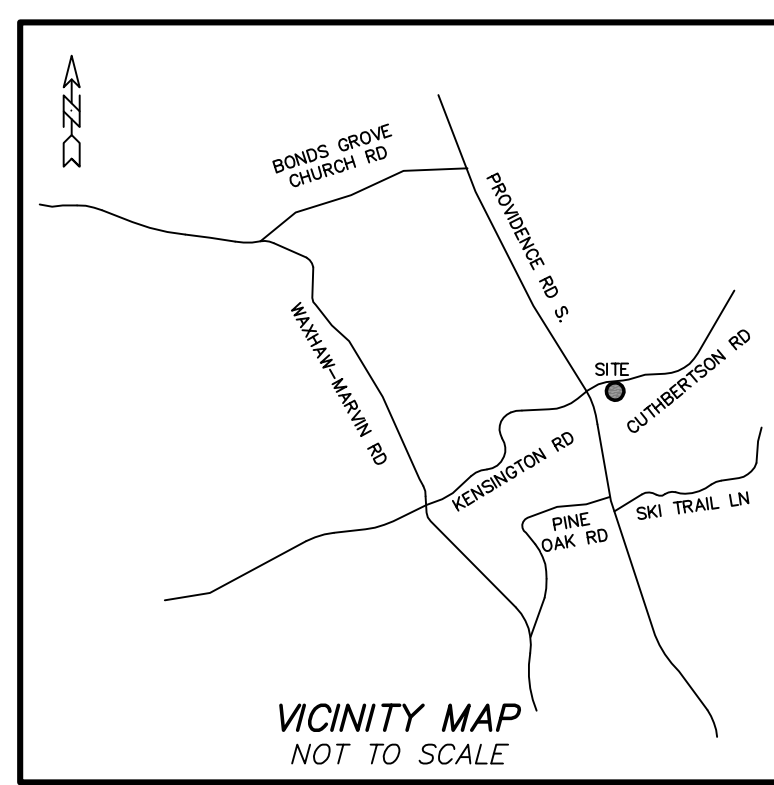 N
BONDS GROVE
CHURCH RD
PROVIDENCE RD S.
WAXHAW-MARVIN RD
SITE
CUTHBERTSON RD
KENSINGTON RD
PINE
OAK RD
SKI TRAIL LN
VICINITY MAP
NOT TO SCALE